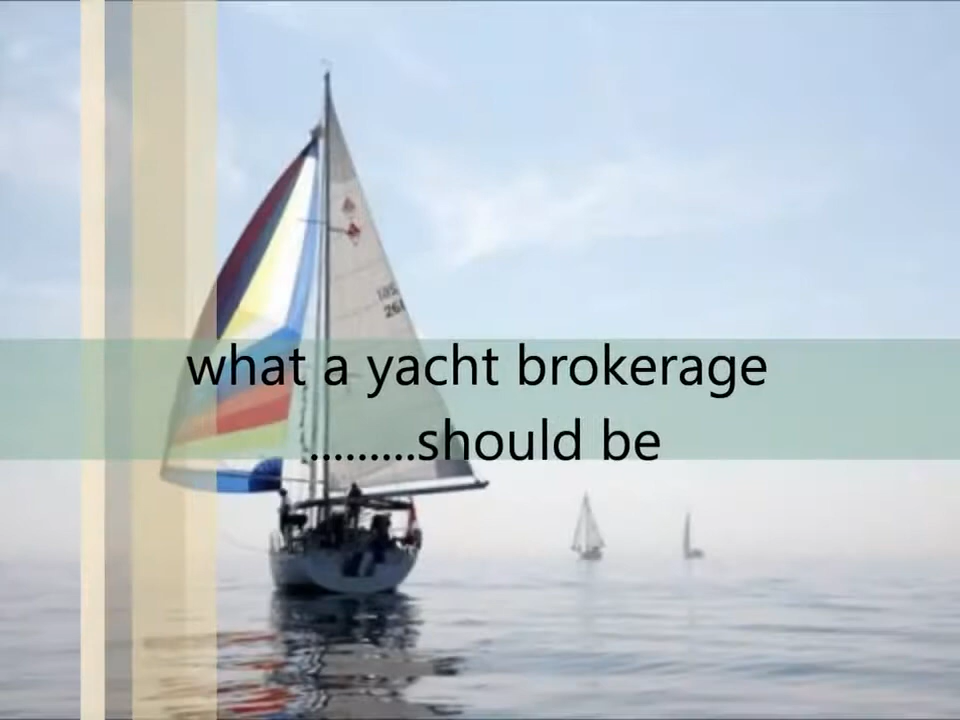 what a yacht brokerage
.........should be